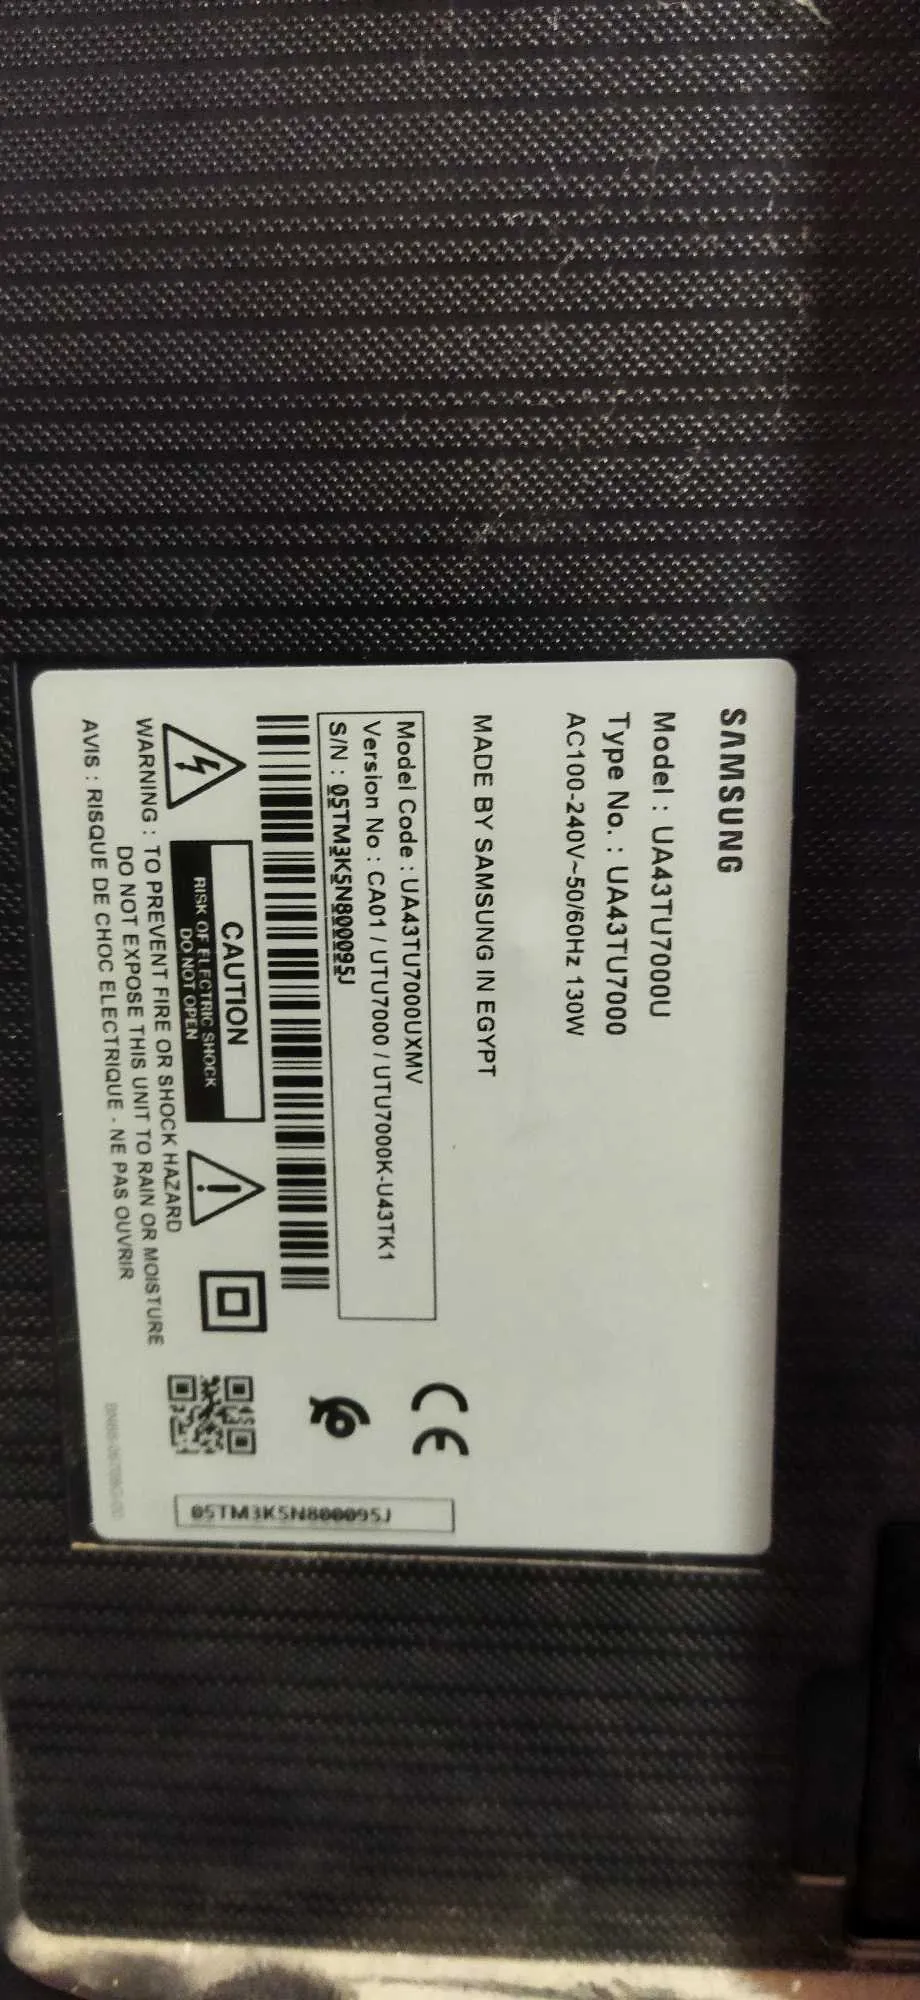 SAMSUNG
Model : UA43TU7000U
Type No. : UA43TU7000
AC100-240V~50/60Hz 130W
MADE BY SAMSUNG IN EGYPT
Model Code : UA43TU7000UXMV
Version No : CA01 / UTU7000 / UTU7000K-U43TK1
S/N : 05TM3K5N800095J
CAUTION
RISK OF ELECTRIC SHOCK
DO NOT OPEN
WARNING : TO PREVENT FIRE OR SHOCK HAZARD
DO NOT EXPOSE THIS UNIT TO RAIN OR MOISTURE
AVIS : RISQUE DE CHOC ELECTRIQUE - NE PAS OUVRIR
CE
05TM3K5N800095J